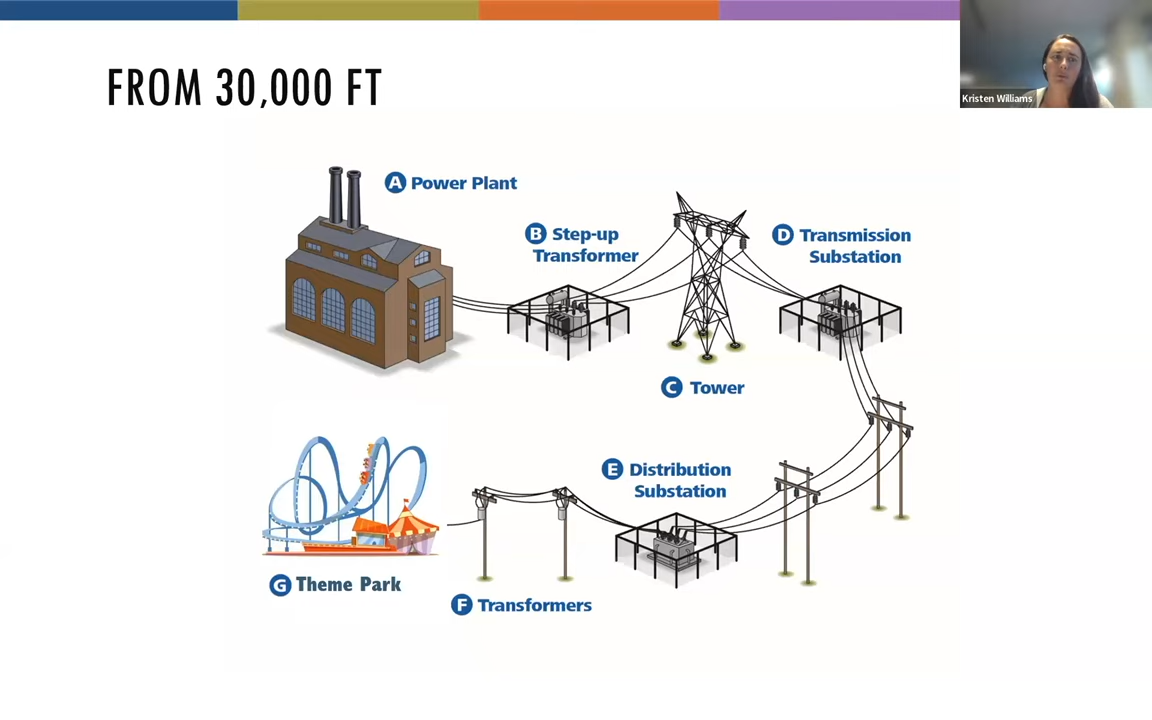 FROM 30,000 FT
Kristen Williams
A Power Plant
B Step-up
Transformer
D Transmission
Substation
C Tower
E Distribution
Substation
G Theme Park
F Transformers